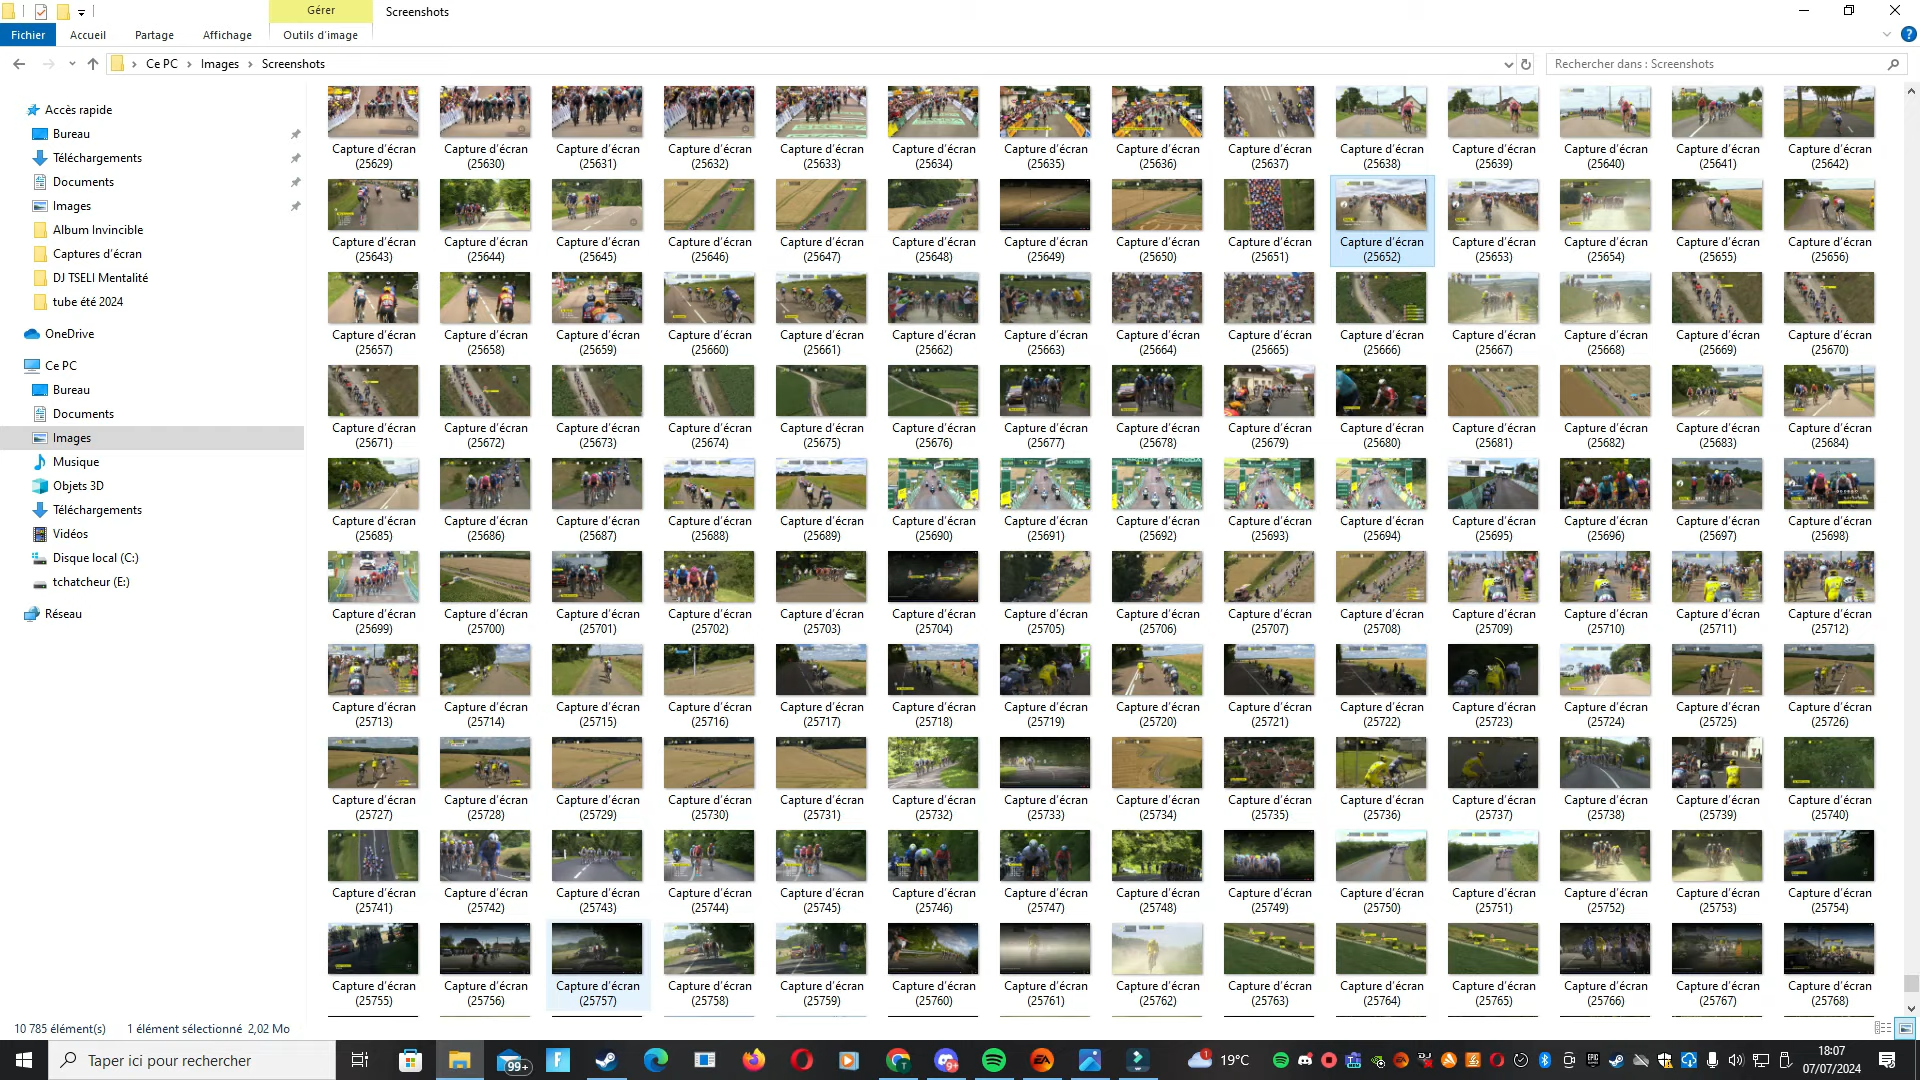 Gérer
Screenshots
Fichier
Accueil
Partage
Affichage
Outils d'image
Ce PC
Images
Screenshots
Rechercher dans : Screenshots
Accès rapide
Bureau
Téléchargements
Documents
Images
Album Invincible
Captures d'écran
DJ TSELI Mentalité
tube été 2024
OneDrive
Ce PC
Bureau
Documents
Images
Musique
Objets 3D
Téléchargements
Vidéos
Disque local (C:)
tchatcheur (E:)
Réseau
Capture d'écran Capture d'écran Capture d'écran Capture d'écran Capture d'écran Capture d'écran Capture d'écran Capture d'écran Capture d'écran Capture d'écran Capture d'écran Capture d'écran Capture d'écran Capture d'écran
(25629) (25630) (25631) (25632) (25633) (25634) (25635) (25636) (25637) (25638) (25639) (25640) (25641) (25642)
Capture d'écran Capture d'écran Capture d'écran Capture d'écran Capture d'écran Capture d'écran Capture d'écran Capture d'écran Capture d'écran Capture d'écran Capture d'écran Capture d'écran Capture d'écran Capture d'écran
(25643) (25644) (25645) (25646) (25647) (25648) (25649) (25650) (25651) (25652) (25653) (25654) (25655) (25656)
Capture d'écran Capture d'écran Capture d'écran Capture d'écran Capture d'écran Capture d'écran Capture d'écran Capture d'écran Capture d'écran Capture d'écran Capture d'écran Capture d'écran Capture d'écran Capture d'écran
(25657) (25658) (25659) (25660) (25661) (25662) (25663) (25664) (25665) (25666) (25667) (25668) (25669) (25670)
Capture d'écran Capture d'écran Capture d'écran Capture d'écran Capture d'écran Capture d'écran Capture d'écran Capture d'écran Capture d'écran Capture d'écran Capture d'écran Capture d'écran Capture d'écran Capture d'écran
(25671) (25672) (25673) (25674) (25675) (25676) (25677) (25678) (25679) (25680) (25681) (25682) (25683) (25684)
Capture d'écran Capture d'écran Capture d'écran Capture d'écran Capture d'écran Capture d'écran Capture d'écran Capture d'écran Capture d'écran Capture d'écran Capture d'écran Capture d'écran Capture d'écran Capture d'écran
(25685) (25686) (25687) (25688) (25689) (25690) (25691) (25692) (25693) (25694) (25695) (25696) (25697) (25698)
Capture d'écran Capture d'écran Capture d'écran Capture d'écran Capture d'écran Capture d'écran Capture d'écran Capture d'écran Capture d'écran Capture d'écran Capture d'écran Capture d'écran Capture d'écran Capture d'écran
(25699) (25700) (25701) (25702) (25703) (25704) (25705) (25706) (25707) (25708) (25709) (25710) (25711) (25712)
Capture d'écran Capture d'écran Capture d'écran Capture d'écran Capture d'écran Capture d'écran Capture d'écran Capture d'écran Capture d'écran Capture d'écran Capture d'écran Capture d'écran Capture d'écran Capture d'écran
(25713) (25714) (25715) (25716) (25717) (25718) (25719) (25720) (25721) (25722) (25723) (25724) (25725) (25726)
Capture d'écran Capture d'écran Capture d'écran Capture d'écran Capture d'écran Capture d'écran Capture d'écran Capture d'écran Capture d'écran Capture d'écran Capture d'écran Capture d'écran Capture d'écran Capture d'écran
(25727) (25728) (25729) (25730) (25731) (25732) (25733) (25734) (25735) (25736) (25737) (25738) (25739) (25740)
Capture d'écran Capture d'écran Capture d'écran Capture d'écran Capture d'écran Capture d'écran Capture d'écran Capture d'écran Capture d'écran Capture d'écran Capture d'écran Capture d'écran Capture d'écran Capture d'écran
(25741) (25742) (25743) (25744) (25745) (25746) (25747) (25748) (25749) (25750) (25751) (25752) (25753) (25754)
Capture d'écran Capture d'écran Capture d'écran Capture d'écran Capture d'écran Capture d'écran Capture d'écran Capture d'écran Capture d'écran Capture d'écran Capture d'écran Capture d'écran Capture d'écran Capture d'écran
(25755) (25756) (25757) (25758) (25759) (25760) (25761) (25762) (25763) (25764) (25765) (25766) (25767) (25768)
10 785 élément(s) 1 élément sélectionné 2,02 Mo
Taper ici pour rechercher
99+
19°C
18:07
07/07/2024